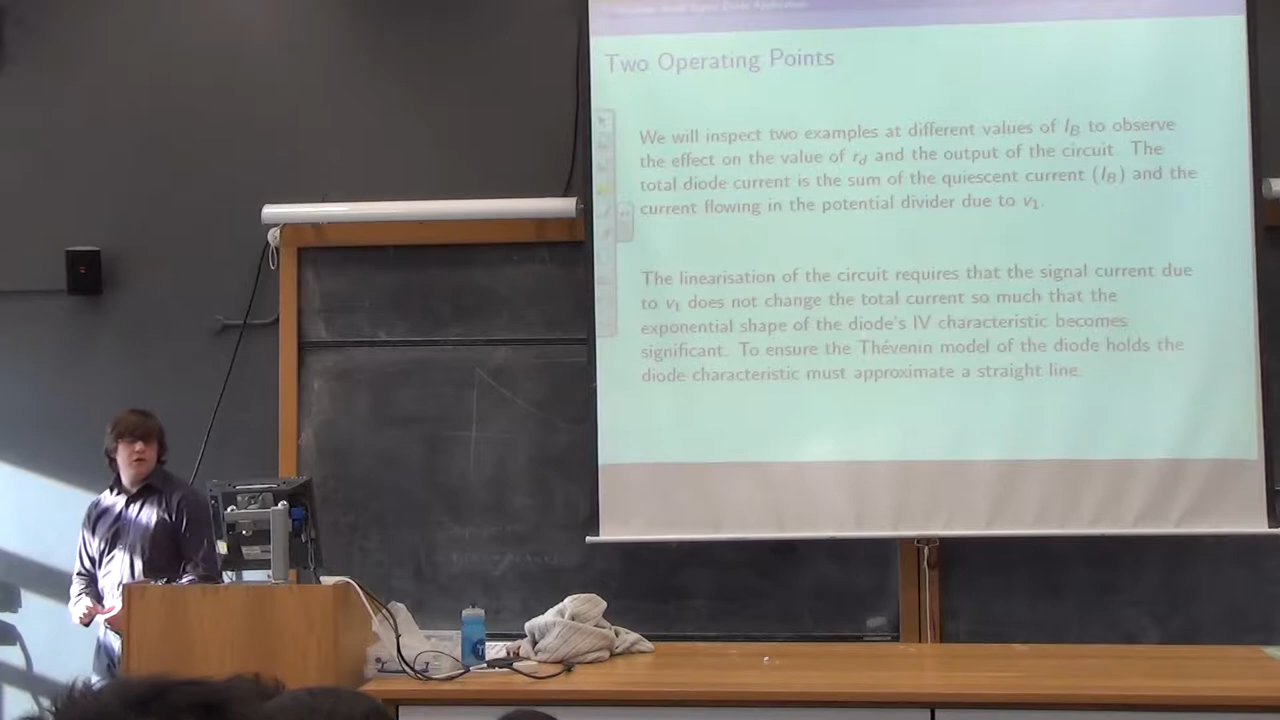 Two Operating Points
We will inspect two examples at different values of I_B to observe
the effect on the value of r_d and the output of the circuit. The
total diode current is the sum of the quiescent current (I_B) and the
current flowing in the potential divider due to v₁.
The linearisation of the circuit requires that the signal current due
to v₁ does not change the total current so much that the
exponential shape of the diode's IV characteristic becomes
significant. To ensure the Thévenin model of the diode holds the
diode characteristic must approximate a straight line.